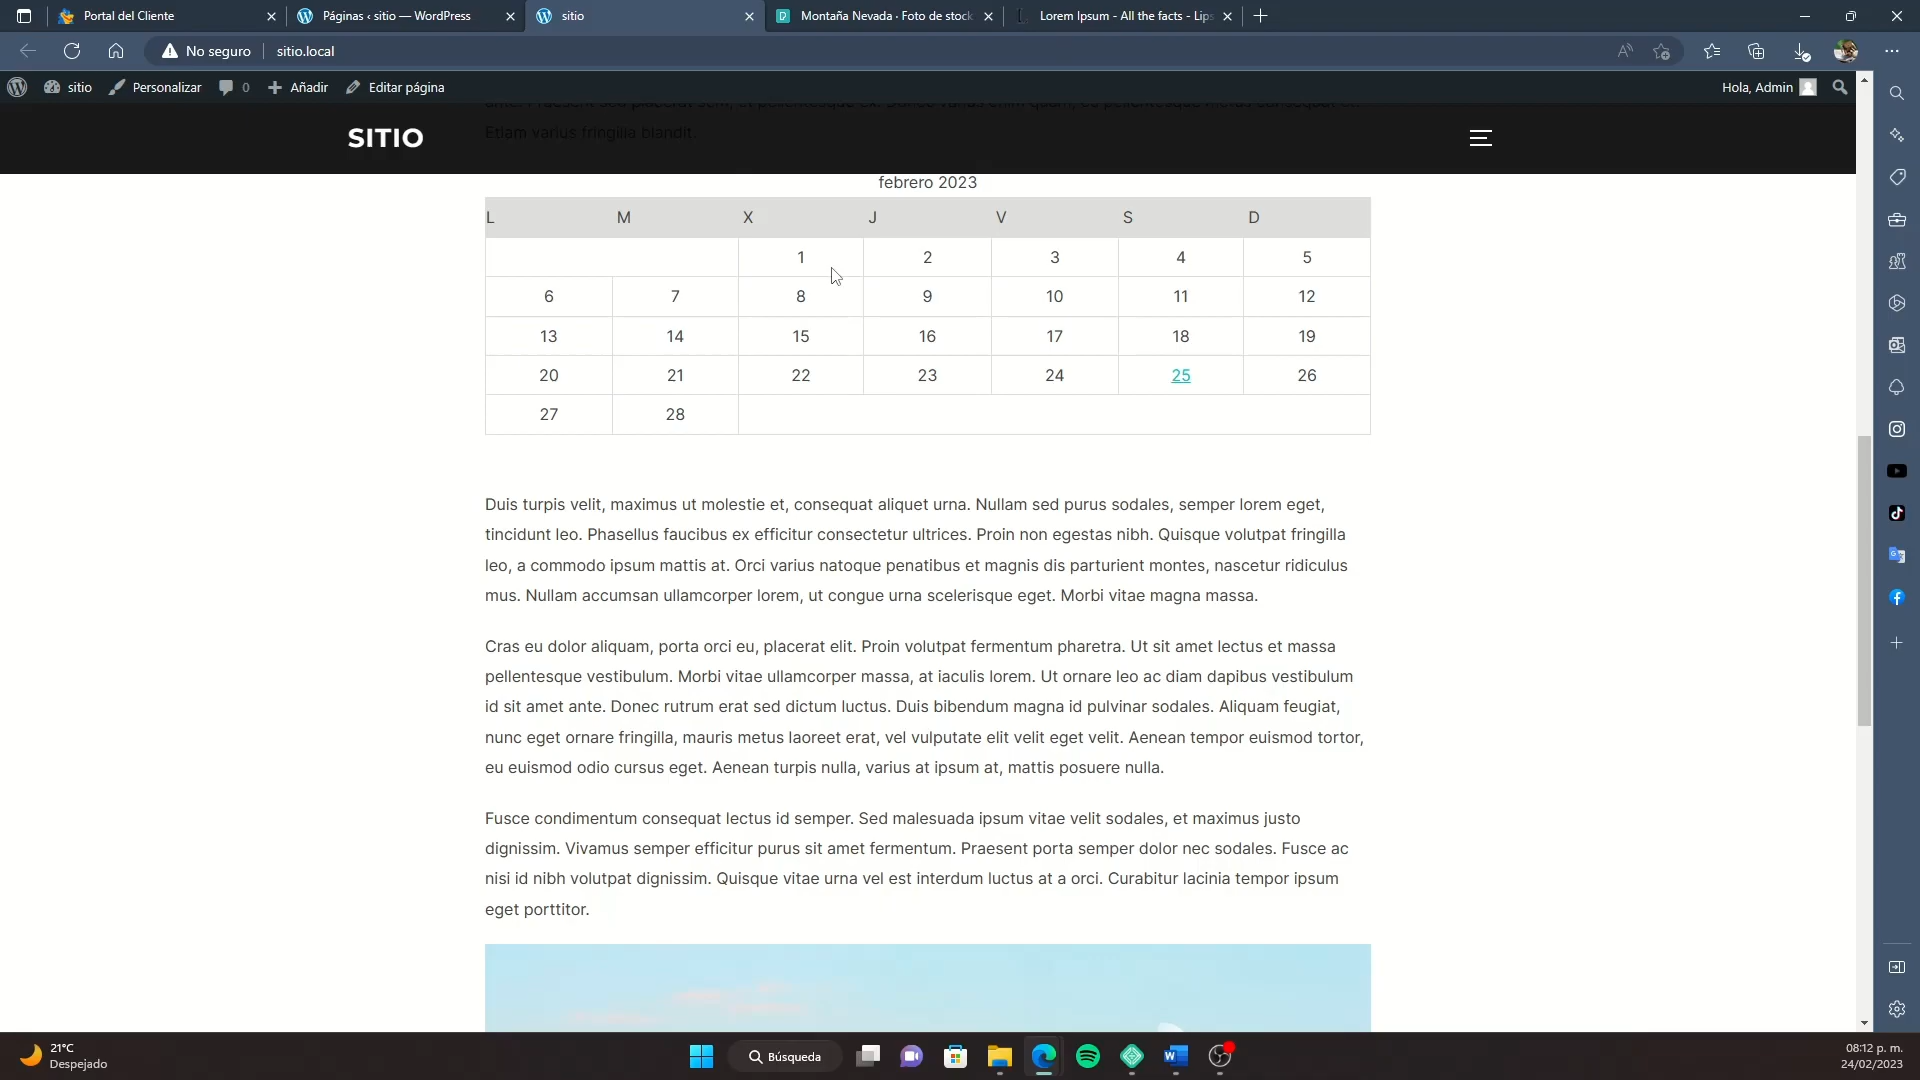 Portal del Cliente
Páginas ‹ sitio — WordPress
sitio
Montaña Nevada · Foto de stock
Lorem Ipsum - All the facts - Lips
No seguro
sitio.local
sitio
Personalizar
0
Añadir
Editar página
Hola, Admin
SITIO
Etiam varius fringilla blandit.
febrero 2023
L M X J V S D
1 2 3 4 5
6 7 8 9 10 11 12
13 14 15 16 17 18 19
20 21 22 23 24 25 26
27 28
Duis turpis velit, maximus ut molestie et, consequat aliquet urna. Nullam sed purus sodales, semper lorem eget,
tincidunt leo. Phasellus faucibus ex efficitur consectetur ultrices. Proin non egestas nibh. Quisque volutpat fringilla
leo, a commodo ipsum mattis at. Orci varius natoque penatibus et magnis dis parturient montes, nascetur ridiculus
mus. Nullam accumsan ullamcorper lorem, ut congue urna scelerisque eget. Morbi vitae magna massa.
Cras eu dolor aliquam, porta orci eu, placerat elit. Proin volutpat fermentum pharetra. Ut sit amet lectus et massa
pellentesque vestibulum. Morbi vitae ullamcorper massa, at iaculis lorem. Ut ornare leo ac diam dapibus vestibulum
id sit amet ante. Donec rutrum erat sed dictum luctus. Duis bibendum magna id pulvinar sodales. Aliquam feugiat,
nunc eget ornare fringilla, mauris metus laoreet erat, vel vulputate elit velit eget velit. Aenean tempor euismod tortor,
eu euismod odio cursus eget. Aenean turpis nulla, varius at ipsum at, mattis posuere nulla.
Fusce condimentum consequat lectus id semper. Sed malesuada ipsum vitae velit sodales, et maximus justo
dignissim. Vivamus semper efficitur purus sit amet fermentum. Praesent porta semper dolor nec sodales. Fusce ac
nisi id nibh volutpat dignissim. Quisque vitae urna vel est interdum luctus at a orci. Curabitur lacinia tempor ipsum
eget porttitor.
21°C
Despejado
Búsqueda
08:12 p. m.
24/02/2023